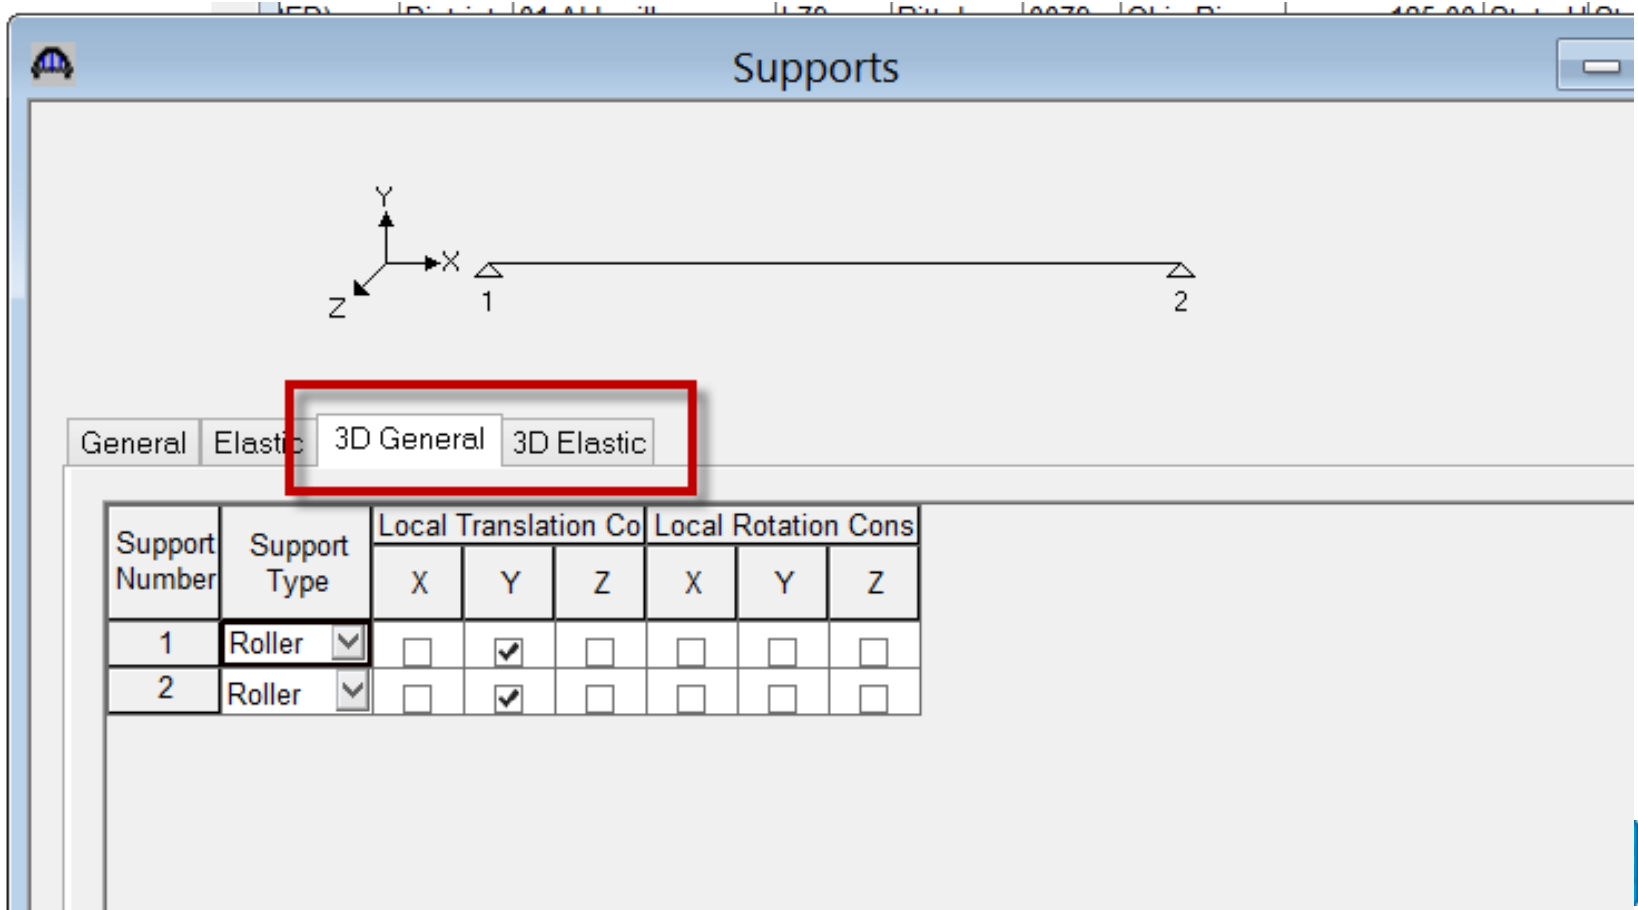 Supports
Y
X
Z
1
2
General Elastic 3D General 3D Elastic
Support Number Support Type Local Translation Co Local Rotation Cons
X Y Z X Y Z
1 Roller
2 Roller